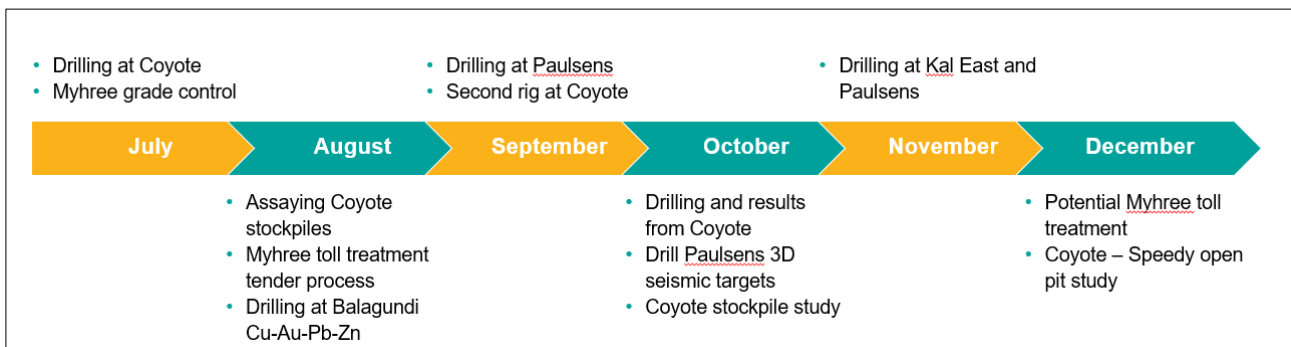 • Drilling at Coyote
• Myhree grade control
• Drilling at Paulsens
• Second rig at Coyote
• Drilling at Kal East and
Paulsens
July
August
September
October
November
December
• Assaying Coyote
stockpiles
• Myhree toll treatment
tender process
• Drilling at Balagundi
Cu-Au-Pb-Zn
• Drilling and results
from Coyote
• Drill Paulsens 3D
seismic targets
• Coyote stockpile study
• Potential Myhree toll
treatment
• Coyote – Speedy open
pit study